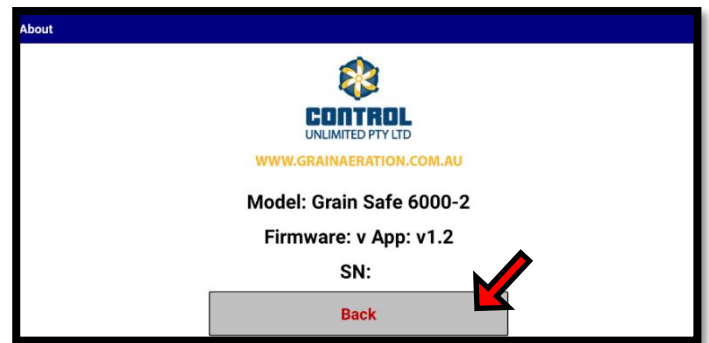 About
CONTROL
UNLIMITED PTY LTD
WWW.GRAINAERATION.COM.AU
Model: Grain Safe 6000-2
Firmware: v App: v1.2
SN:
Back